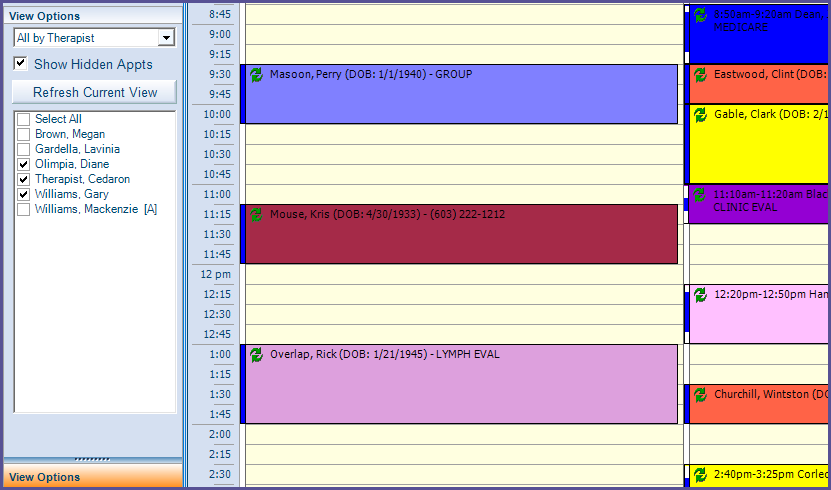 View Options
All by Therapist
Show Hidden Appts
Refresh Current View
Select All
Brown, Megan
Gardella, Lavinia
Olimpia, Diane
Therapist, Cedaron
Williams, Gary
Williams, Mackenzie [A]
View Options
8:45
9:00
9:15
9:30
9:45
10:00
10:15
10:30
10:45
11:00
11:15
11:30
11:45
12 pm
12:15
12:30
12:45
1:00
1:15
1:30
1:45
2:00
2:15
2:30
Masoon, Perry (DOB: 1/1/1940) - GROUP
Mouse, Kris (DOB: 4/30/1933) - (603) 222-1212
Overlap, Rick (DOB: 1/21/1945) - LYMPH EVAL
8:50am-9:20am Dean,
MEDICARE
Eastwood, Clint (DOB:
Gable, Clark (DOB: 2/1
11:10am-11:20am Blac
CLINIC EVAL
12:20pm-12:50pm Han
Churchill, Wintston (DO
2:40pm-3:25pm Corleo